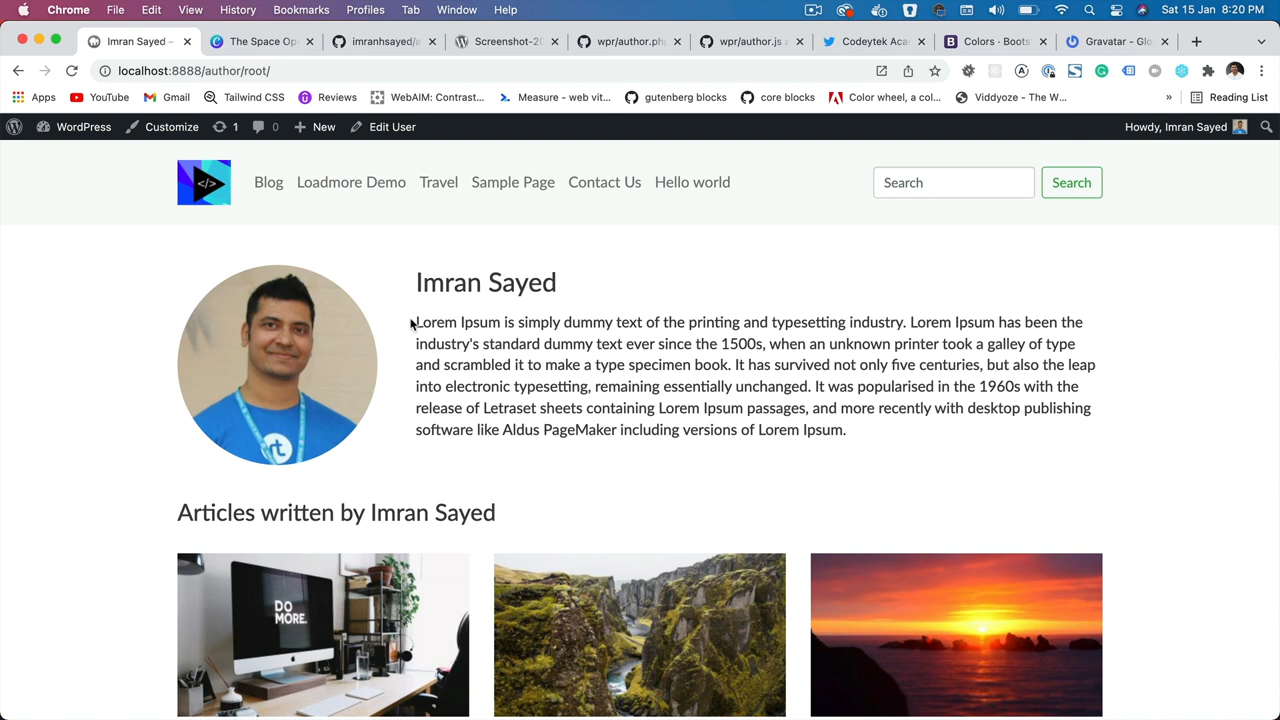 Chrome File Edit View History Bookmarks Profiles Tab Window Help Sat 15 Jan 8:20 PM
Imran Sayed – The Space Op imranhsayed/a Screenshot-20 wpr/author.ph wpr/author.js a Codeytek Aca Colors · Boots Gravatar - Glo
localhost:8888/author/root/
Apps YouTube Gmail Tailwind CSS Reviews WebAIM: Contrast... Measure - web vit... gutenberg blocks core blocks Color wheel, a col... Viddyoze - The W... » Reading List
WordPress Customize 1 0 New Edit User Howdy, Imran Sayed
</> Blog Loadmore Demo Travel Sample Page Contact Us Hello world Search Search
Imran Sayed
Lorem Ipsum is simply dummy text of the printing and typesetting industry. Lorem Ipsum has been the
industry's standard dummy text ever since the 1500s, when an unknown printer took a galley of type
and scrambled it to make a type specimen book. It has survived not only five centuries, but also the leap
into electronic typesetting, remaining essentially unchanged. It was popularised in the 1960s with the
release of Letraset sheets containing Lorem Ipsum passages, and more recently with desktop publishing
software like Aldus PageMaker including versions of Lorem Ipsum.
Articles written by Imran Sayed
DO
MORE.